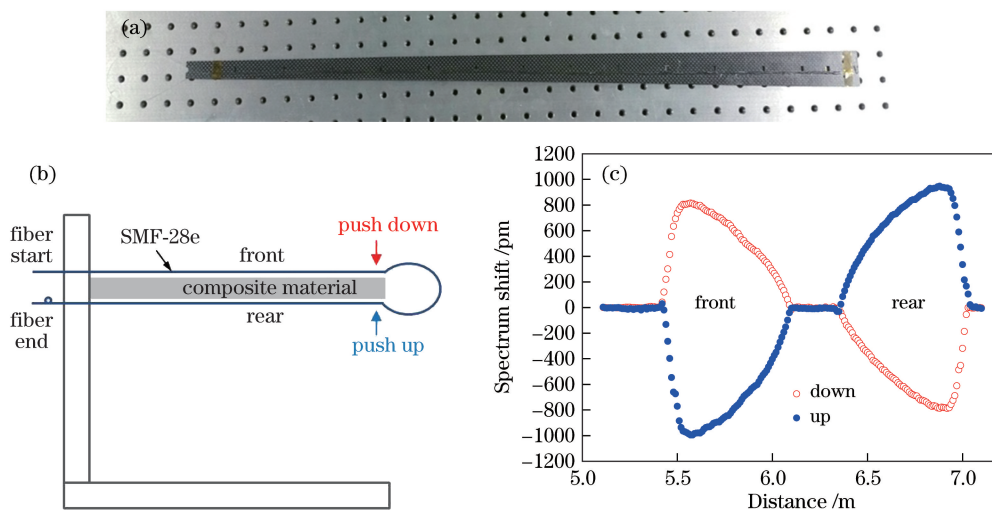 (a)
(b)
fiber
start
SMF-28e
front
push down
composite material
rear
fiber
end
push up
(c)
1200
1000
800
600
400
200
0
−200
−400
−600
−800
−1000
−1200
Spectrum shift /pm
front
rear
down
up
5.0
5.5
6.0
6.5
7.0
Distance /m